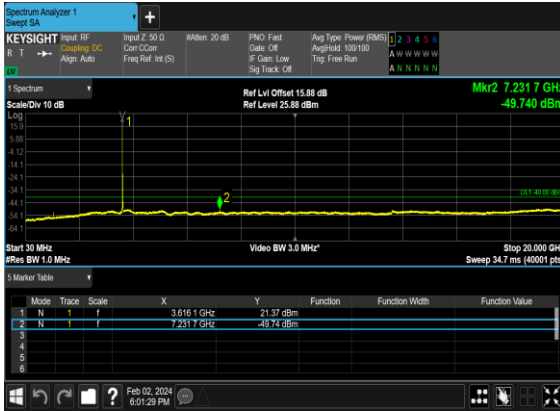 Spectrum Analyzer 1
Swept SA
+
KEYSIGHT Input: RF Input Z: 50 Ω #Atten: 20 dB PNO: Fast Avg Type: Power (RMS) 1 2 3 4 5 6
R T Coupling: DC Corr CCorr Gate: Off Avg|Hold: 100/100 A W W W W W
Align: Auto Freq Ref: Int (S) IF Gain: Low Trig: Free Run
Sig Track: Off A N N N N N
1 Spectrum Ref Lvl Offset 15.88 dB Mkr2 7.231 7 GHz
Scale/Div 10 dB Ref Level 25.88 dBm -49.740 dBm
Log
15.9
5.88
-4.12
-14.1
-24.1
-34.1
-44.1
-54.1
1
2
DL1 -40.00 dBm
Start 30 MHz Video BW 3.0 MHz* Stop 20.000 GHz
#Res BW 1.0 MHz Sweep 34.7 ms (40001 pts)
5 Marker Table
Mode Trace Scale X Y Function Function Width Function Value
1 N 1 f 3.616 1 GHz 21.37 dBm
2 N 1 f 7.231 7 GHz -49.74 dBm
3
4
5
6
? Feb 02, 2024
6:01:29 PM